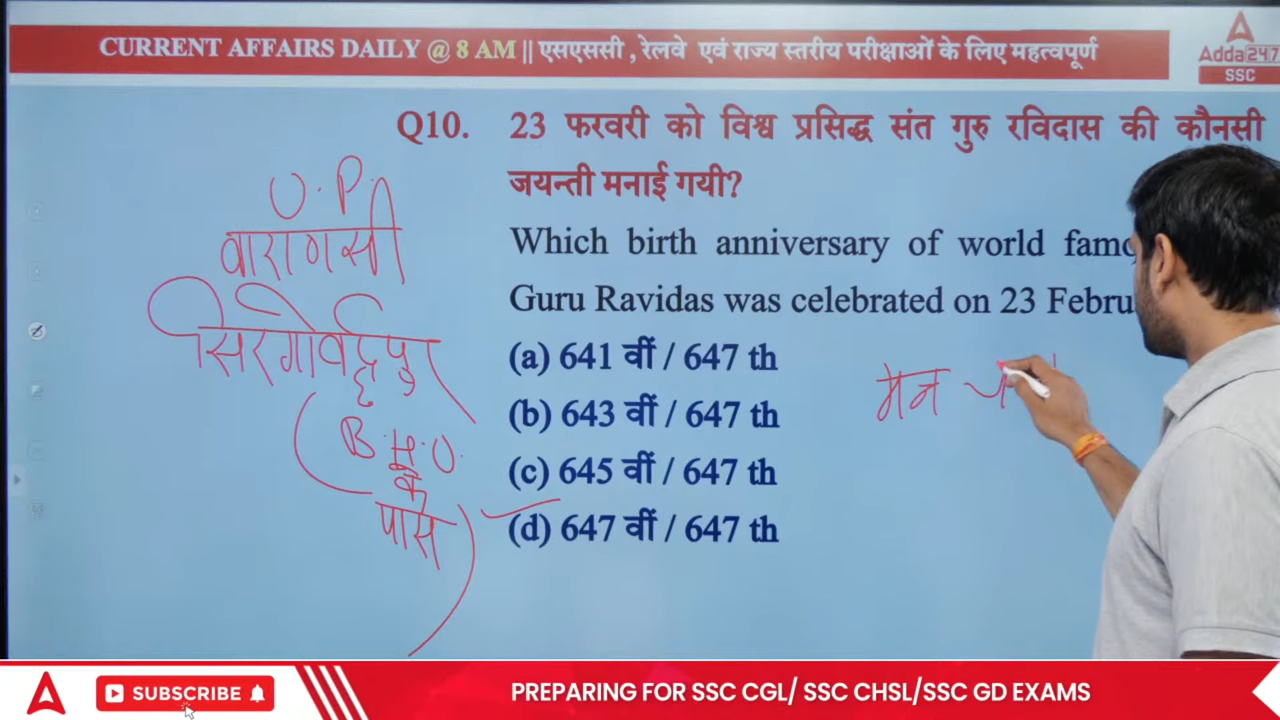 CURRENT AFFAIRS DAILY @ 8 AM || एसएससी , रेलवे एवं राज्य स्तरीय परीक्षाओं के लिए महत्वपूर्ण
Adda247
SSC
Q10. 23 फरवरी को विश्व प्रसिद्ध संत गुरु रविदास की कौनसी
जयन्ती मनाई गयी?
Which birth anniversary of world famo
Guru Ravidas was celebrated on 23 Febru
(a) 641 वीं / 647 th
(b) 643 वीं / 647 th
(c) 645 वीं / 647 th
(d) 647 वीं / 647 th
U.P.
वाराणसी
(B.H.U.
के
पास)
मन
SUBSCRIBE
PREPARING FOR SSC CGL/ SSC CHSL/SSC GD EXAMS